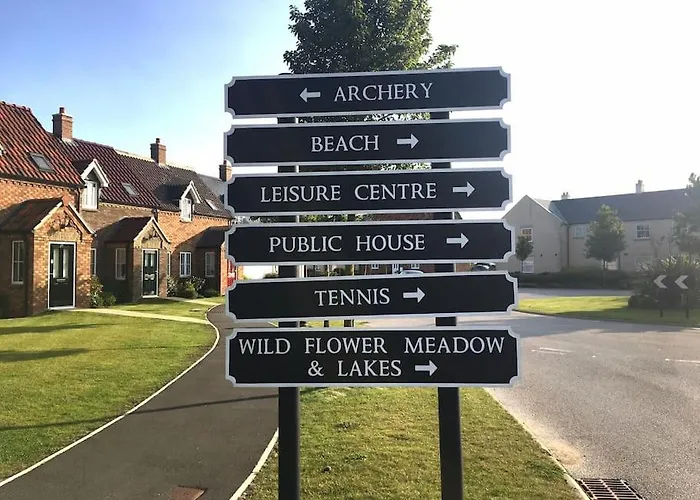 ← ARCHERY
BEACH →
LEISURE CENTRE →
PUBLIC HOUSE →
TENNIS →
WILD FLOWER MEADOW
& LAKES →